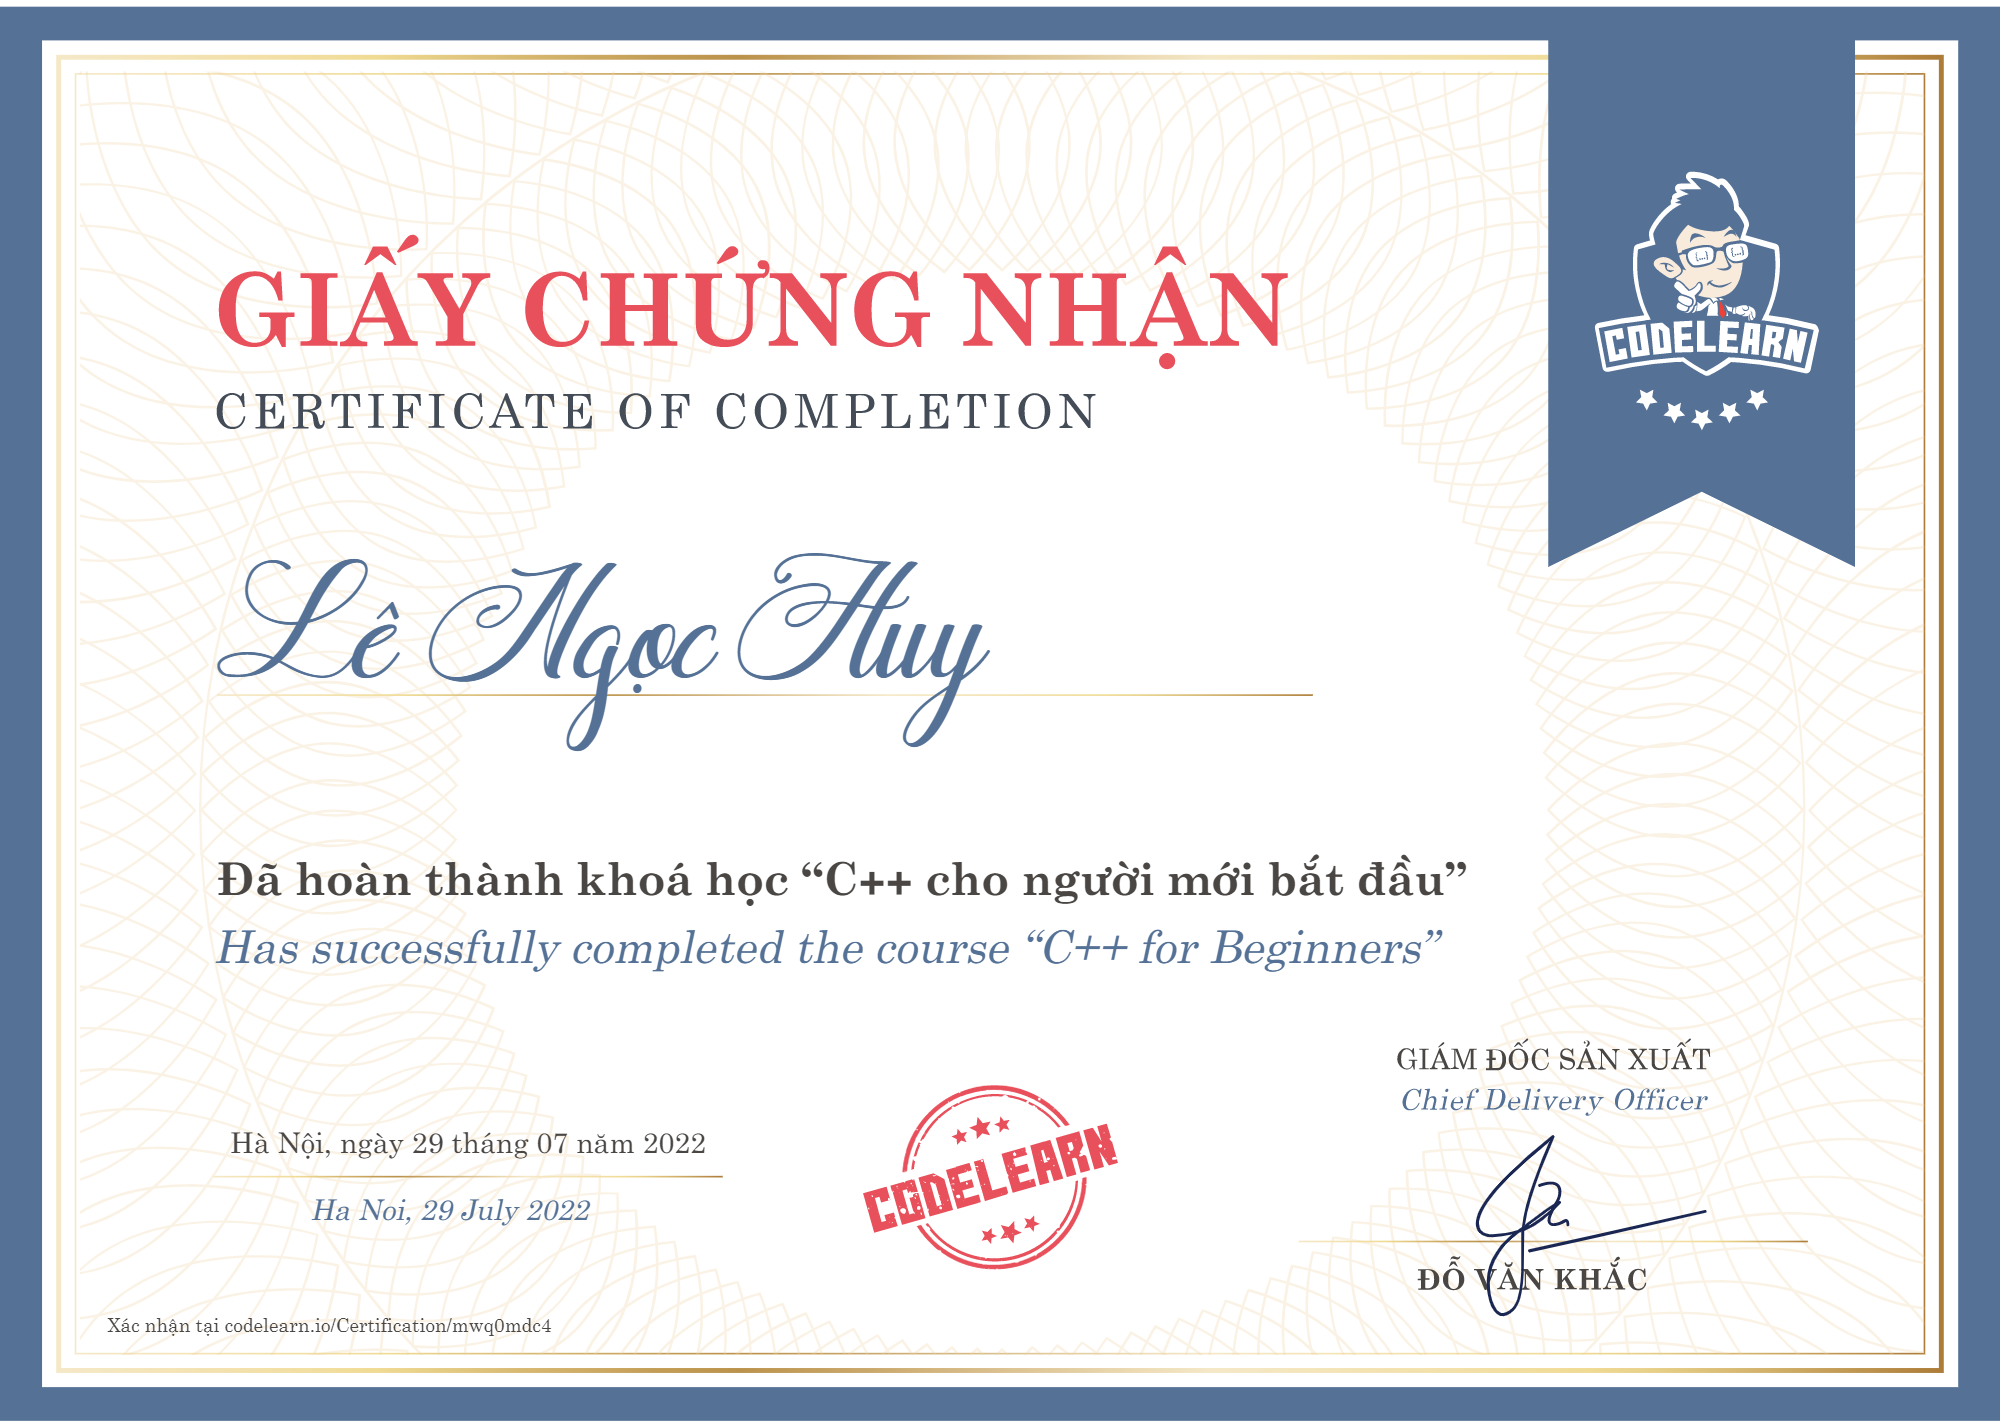 GIẤY CHỨNG NHẬN
CERTIFICATE OF COMPLETION
CODELEARN
Lê Ngọc Huy
Đã hoàn thành khoá học “C++ cho người mới bắt đầu”
Has successfully completed the course “C++ for Beginners”
GIÁM ĐỐC SẢN XUẤT
Chief Delivery Officer
Hà Nội, ngày 29 tháng 07 năm 2022
Ha Noi, 29 July 2022
CODELEARN
ĐỖ VĂN KHẮC
Xác nhận tại codelearn.io/Certification/mwq0mdc4